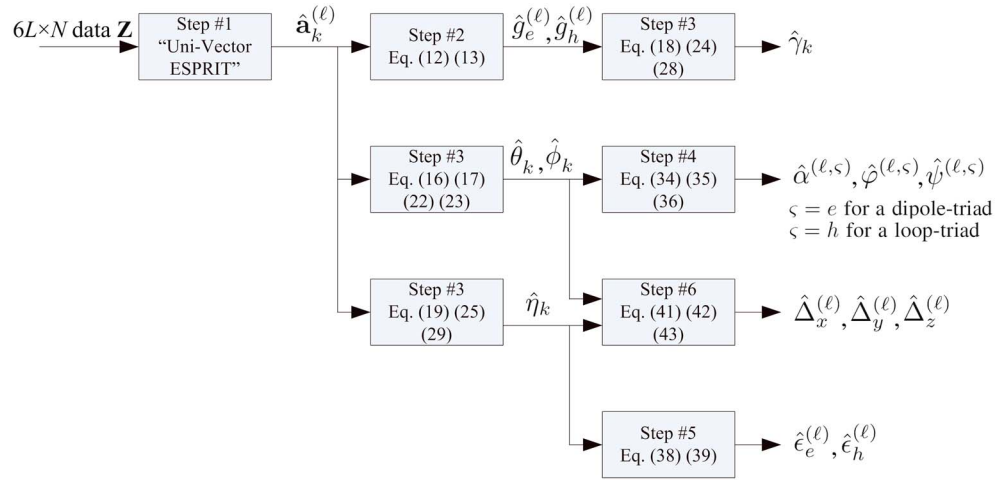 6L×N data Z
Step #1
“Uni-Vector
ESPRIT”
â_k^(ℓ)
Step #2
Eq. (12) (13)
ĝ_e^(ℓ), ĝ_h^(ℓ)
Step #3
Eq. (18) (24)
(28)
γ̂_k
Step #3
Eq. (16) (17)
(22) (23)
θ̂_k, ϕ̂_k
Step #4
Eq. (34) (35)
(36)
α̂^(ℓ,ς), φ̂^(ℓ,ς), ψ̂^(ℓ,ς)
ς = e for a dipole-triad
ς = h for a loop-triad
Step #3
Eq. (19) (25)
(29)
η̂_k
Step #6
Eq. (41) (42)
(43)
Δ̂_x^(ℓ), Δ̂_y^(ℓ), Δ̂_z^(ℓ)
Step #5
Eq. (38) (39)
ϵ̂_e^(ℓ), ϵ̂_h^(ℓ)